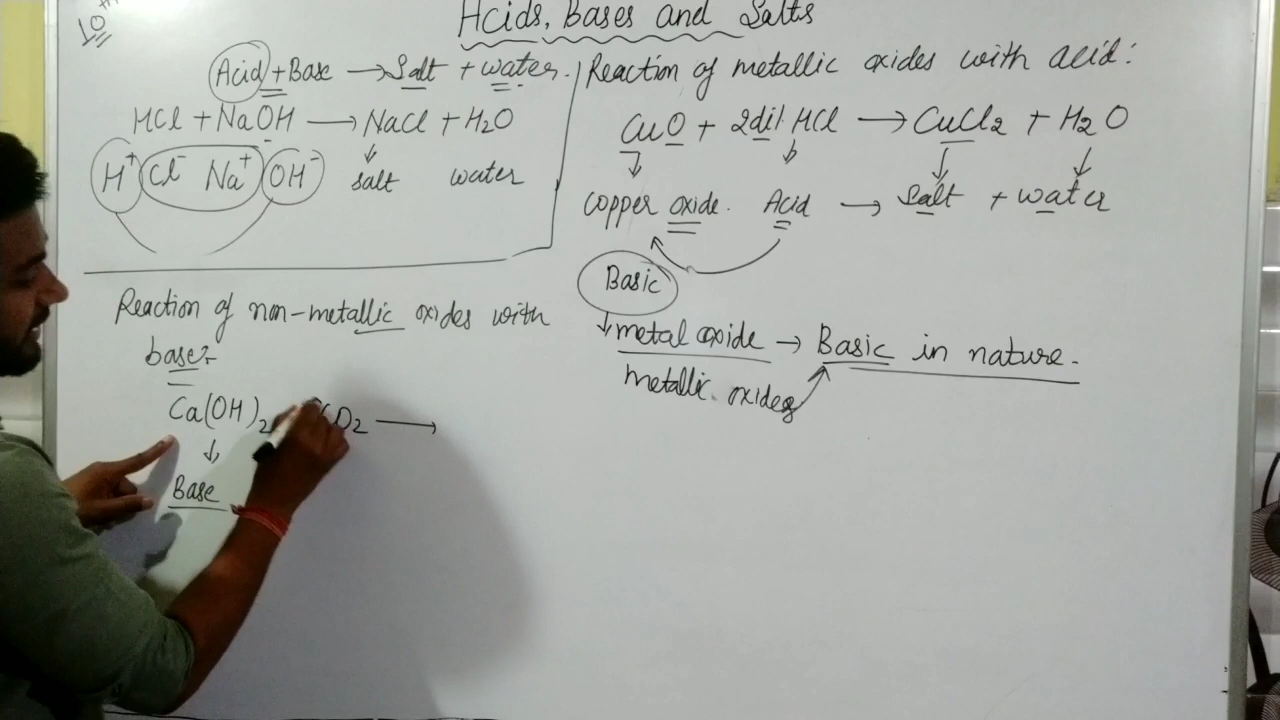 10th
Acids, Bases and Salts
Acid + Base → Salt + water.
HCl + NaOH → NaCl + H2O
H+ Cl- Na+ OH- salt water
Reaction of metallic oxides with acid:
CuO + 2dil HCl → CuCl2 + H2O
copper oxide. Acid → Salt + water
Basic
metal oxide → Basic in nature.
metallic oxides
Reaction of non-metallic oxides with
base:-
Ca(OH)2 CO2 →
Base